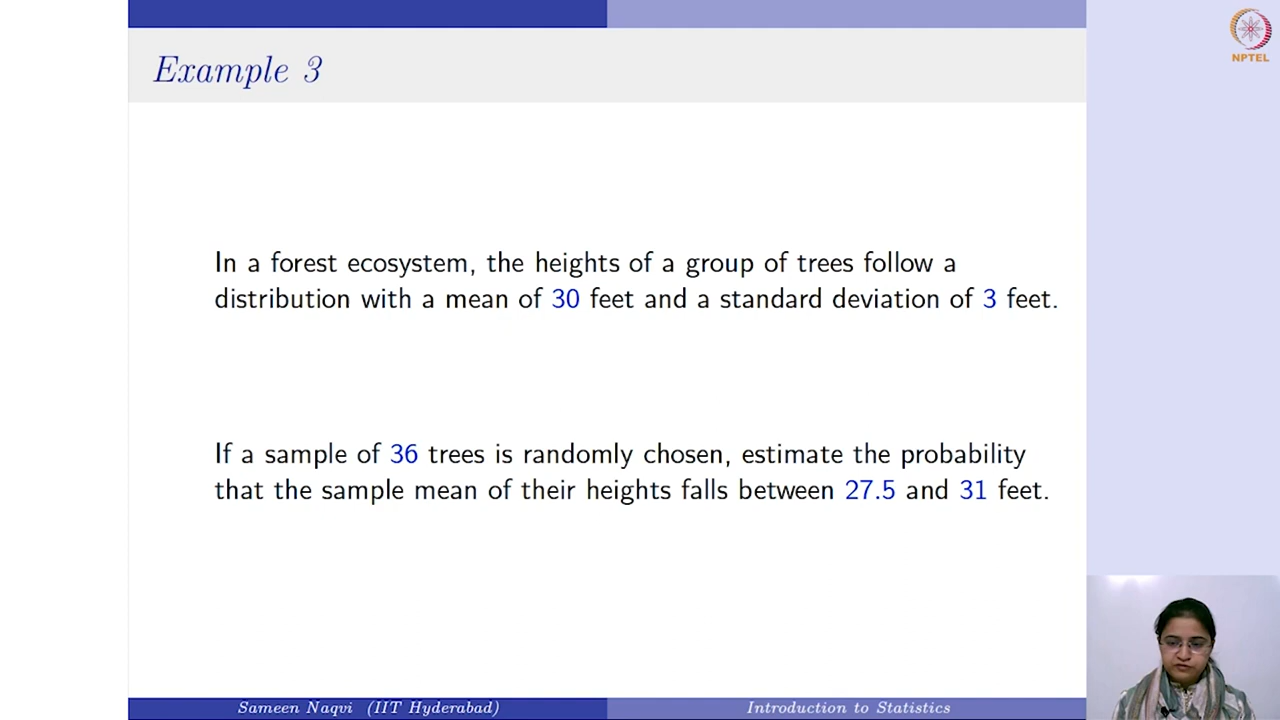 Example 3
NPTEL
In a forest ecosystem, the heights of a group of trees follow a
distribution with a mean of 30 feet and a standard deviation of 3 feet.
If a sample of 36 trees is randomly chosen, estimate the probability
that the sample mean of their heights falls between 27.5 and 31 feet.
Sameen Naqvi (IIT Hyderabad)
Introduction to Statistics